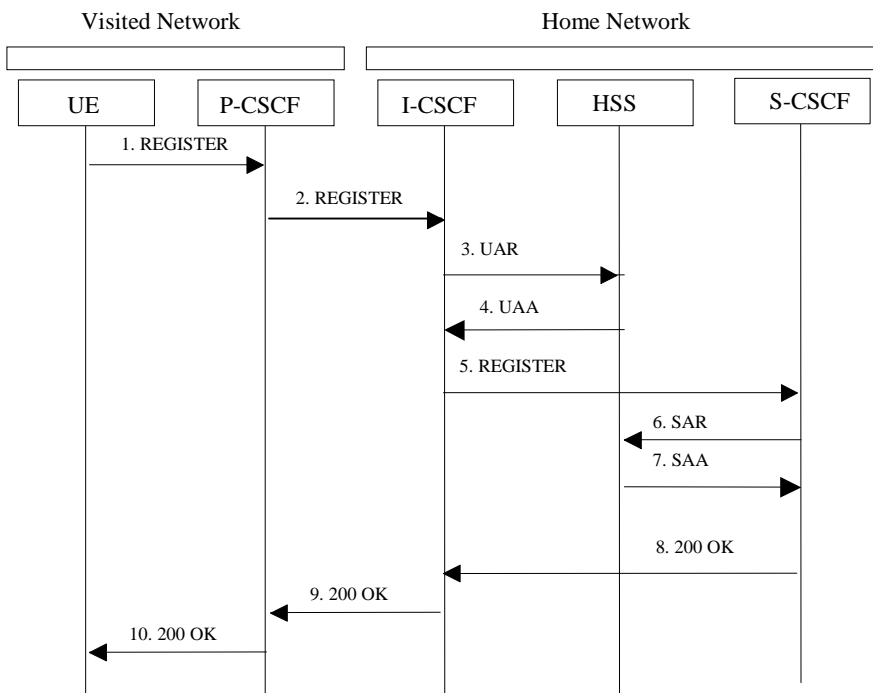 Visited Network
Home Network
UE
P-CSCF
I-CSCF
HSS
S-CSCF
1. REGISTER
2. REGISTER
3. UAR
4. UAA
5. REGISTER
6. SAR
7. SAA
8. 200 OK
9. 200 OK
10. 200 OK